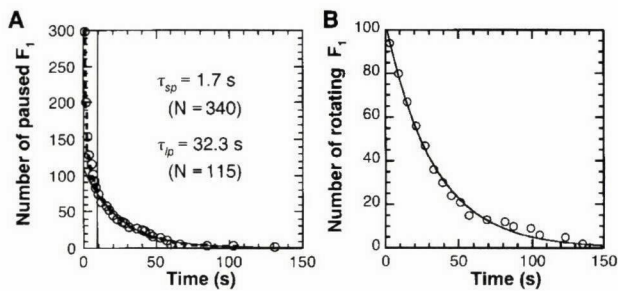 A
Number of paused F₁
300
250
200
150
100
50
0
τsp = 1.7 s
(N = 340)
τlp = 32.3 s
(N = 115)
0 50 100 150
Time (s)
B
Number of rotating F₁
100
80
60
40
20
0
0 50 100 150
Time (s)